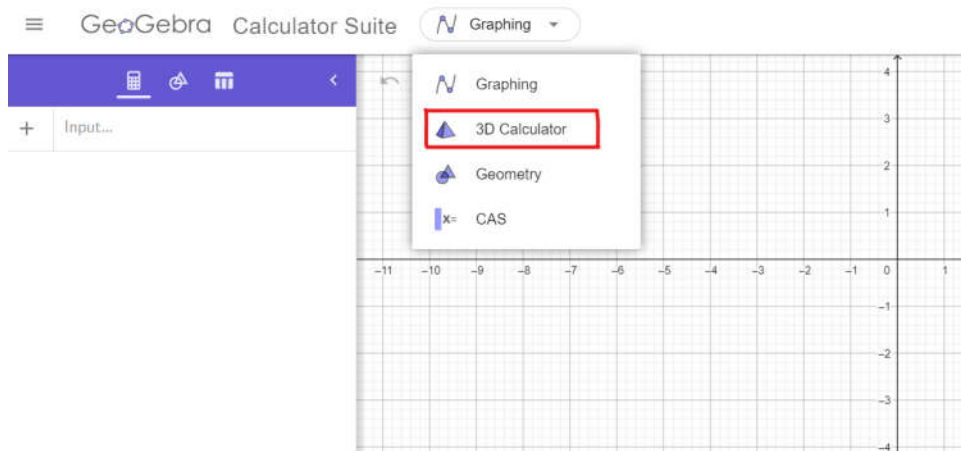 GeoGebra Calculator Suite Graphing
Input...
Graphing
3D Calculator
Geometry
x= CAS
4
3
2
1
-11 -10 -9 -8 -7 -6 -5 -4 -3 -2 -1 0 1
-1
-2
-3
-4